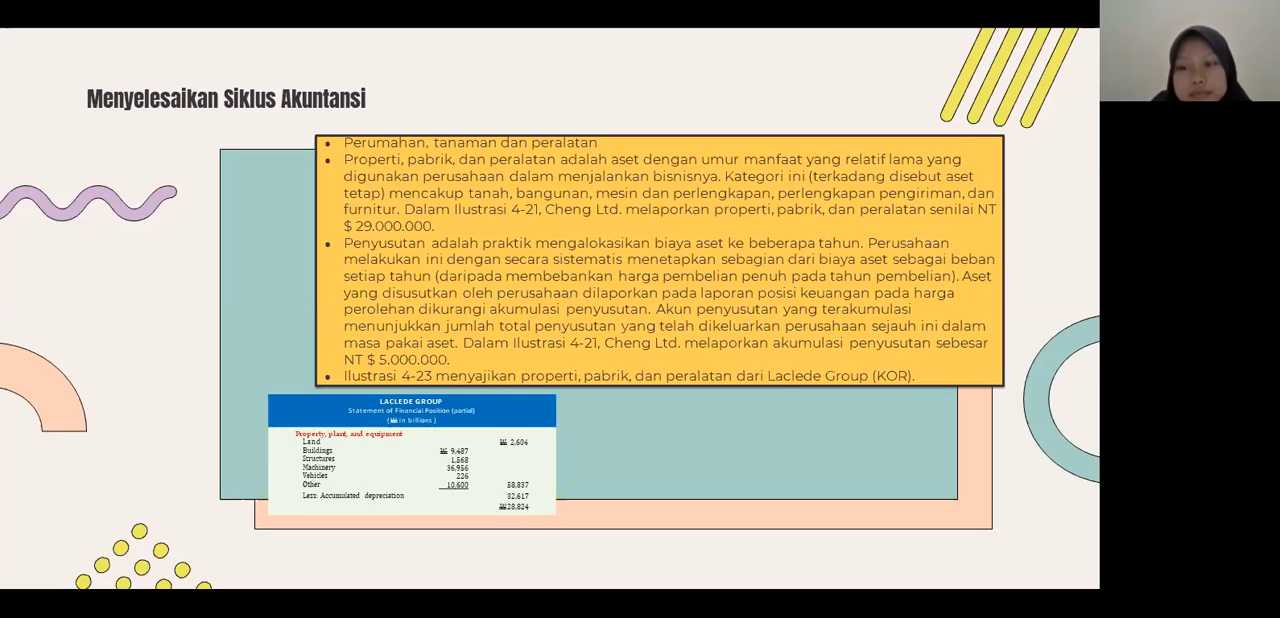 Menyelesaikan Siklus Akuntansi
• Perumahan, tanaman dan peralatan
• Properti, pabrik, dan peralatan adalah aset dengan umur manfaat yang relatif lama yang
digunakan perusahaan dalam menjalankan bisnisnya. Kategori ini (terkadang disebut aset
tetap) mencakup tanah, bangunan, mesin dan perlengkapan, perlengkapan pengiriman, dan
furnitur. Dalam Ilustrasi 4-21, Cheng Ltd. melaporkan properti, pabrik, dan peralatan senilai NT
$ 29.000.000.
• Penyusutan adalah praktik mengalokasikan biaya aset ke beberapa tahun. Perusahaan
melakukan ini dengan secara sistematis menetapkan sebagian dari biaya aset sebagai beban
setiap tahun (daripada membebankan harga pembelian penuh pada tahun pembelian). Aset
yang disusutkan oleh perusahaan dilaporkan pada laporan posisi keuangan pada harga
perolehan dikurangi akumulasi penyusutan. Akun penyusutan yang terakumulasi
menunjukkan jumlah total penyusutan yang telah dikeluarkan perusahaan sejauh ini dalam
masa pakai aset. Dalam Ilustrasi 4-21, Cheng Ltd. melaporkan akumulasi penyusutan sebesar
NT $ 5.000.000.
• Ilustrasi 4-23 menyajikan properti, pabrik, dan peralatan dari Laclede Group (KOR).
LACLEDE GROUP
Statement of Financial Position (partial)
(₩ in billions )
Property, plant, and equipment
Land ₩ 2,604
Buildings ₩ 9,487
Structures 1,568
Machinery 36,956
Vehicles 226
Other 10,600 58,837
Less: Accumulated depreciation 32,617
₩28,824